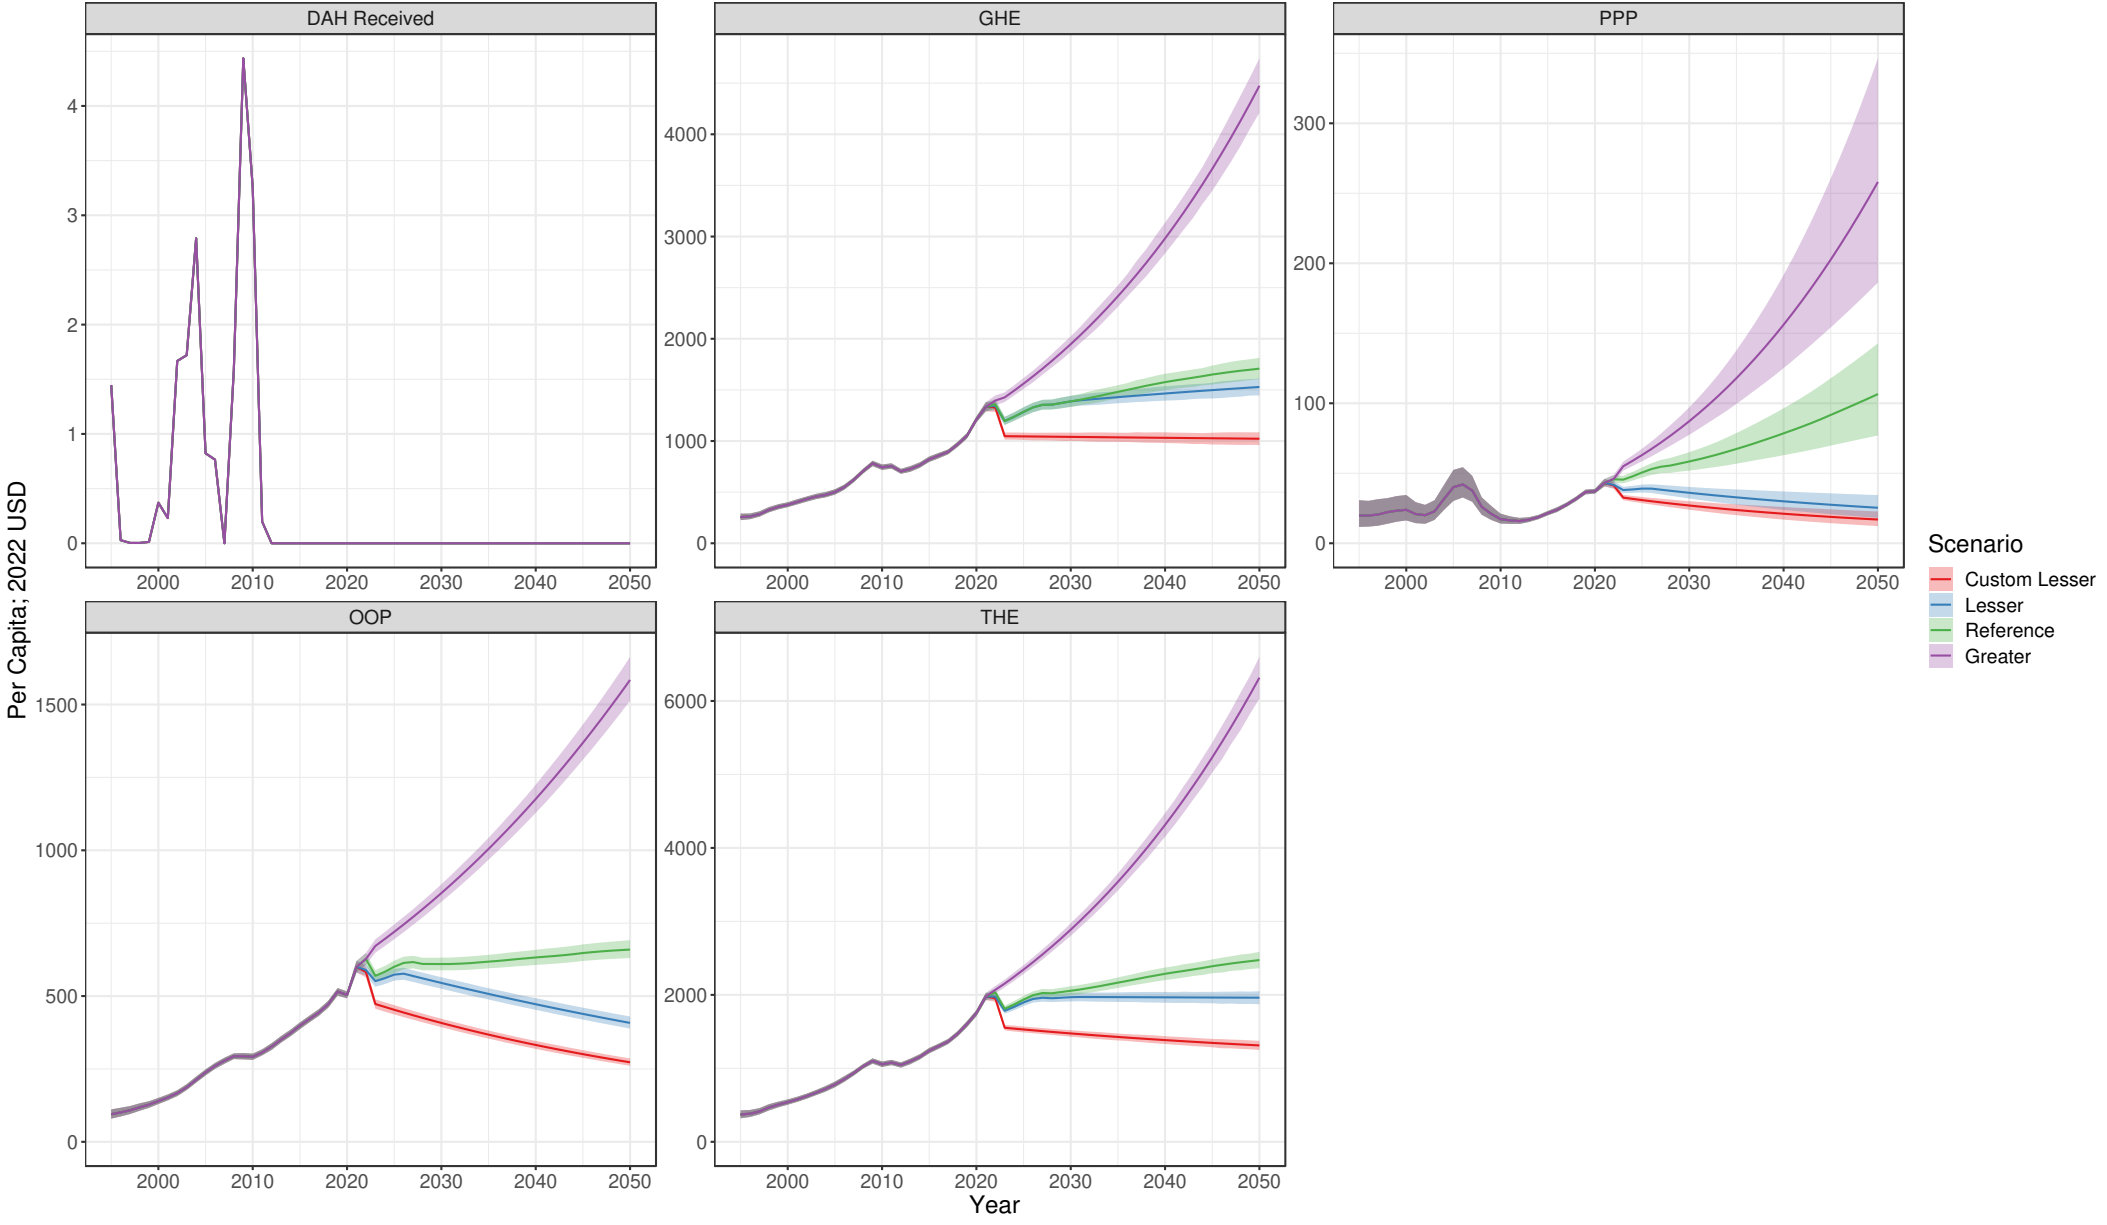 DAH Received
GHE
PPP
4
3
2
1
0
4000
3000
2000
1000
0
300
200
100
0
2000 2010 2020 2030 2040 2050
2000 2010 2020 2030 2040 2050
2000 2010 2020 2030 2040 2050
Per Capita; 2022 USD
OOP
THE
1500
1000
500
0
6000
4000
2000
0
2000 2010 2020 2030 2040 2050
2000 2010 2020 2030 2040 2050
Year
Scenario
Custom Lesser
Lesser
Reference
Greater